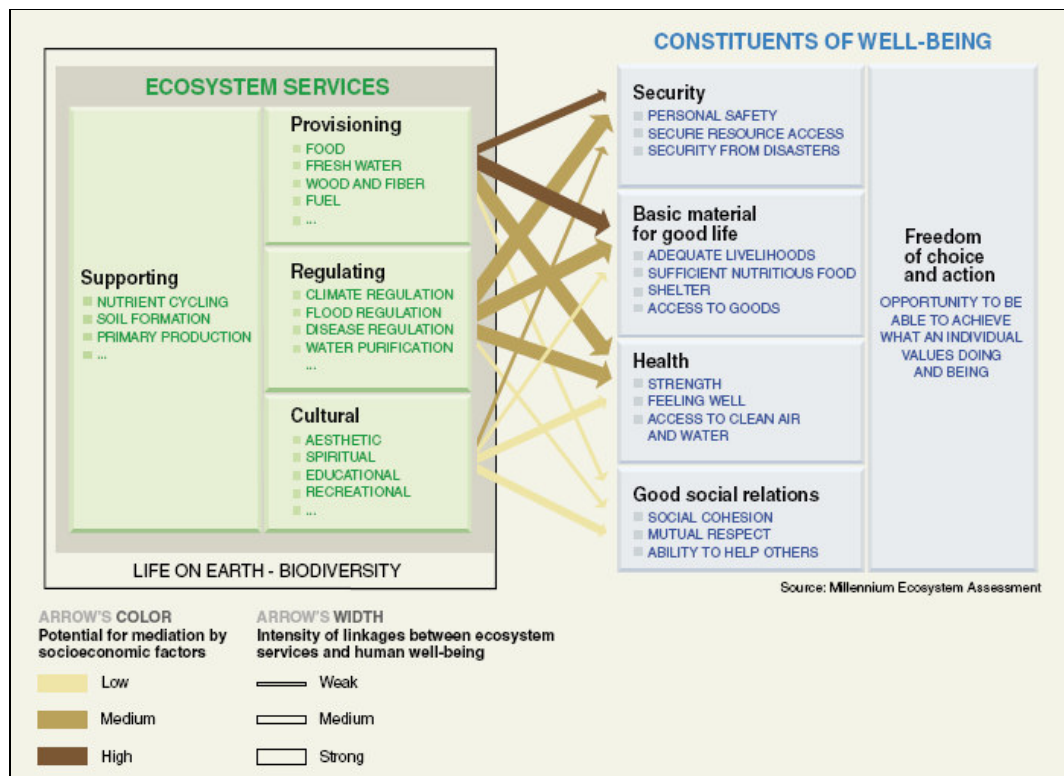 CONSTITUENTS OF WELL-BEING
ECOSYSTEM SERVICES
Supporting
NUTRIENT CYCLING
SOIL FORMATION
PRIMARY PRODUCTION
...
Provisioning
FOOD
FRESH WATER
WOOD AND FIBER
FUEL
...
Regulating
CLIMATE REGULATION
FLOOD REGULATION
DISEASE REGULATION
WATER PURIFICATION
...
Cultural
AESTHETIC
SPIRITUAL
EDUCATIONAL
RECREATIONAL
...
LIFE ON EARTH - BIODIVERSITY
Security
PERSONAL SAFETY
SECURE RESOURCE ACCESS
SECURITY FROM DISASTERS
Basic material
for good life
ADEQUATE LIVELIHOODS
SUFFICIENT NUTRITIOUS FOOD
SHELTER
ACCESS TO GOODS
Health
STRENGTH
FEELING WELL
ACCESS TO CLEAN AIR
AND WATER
Good social relations
SOCIAL COHESION
MUTUAL RESPECT
ABILITY TO HELP OTHERS
Freedom
of choice
and action
OPPORTUNITY TO BE
ABLE TO ACHIEVE
WHAT AN INDIVIDUAL
VALUES DOING
AND BEING
Source: Millennium Ecosystem Assessment
ARROW'S COLOR
Potential for mediation by
socioeconomic factors
Low
Medium
High
ARROW'S WIDTH
Intensity of linkages between ecosystem
services and human well-being
Weak
Medium
Strong